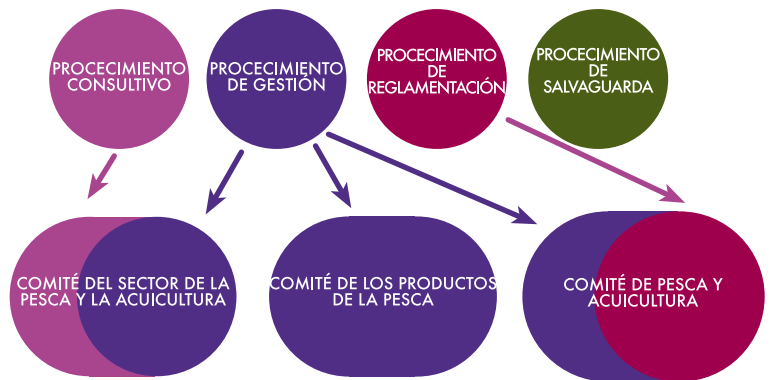 PROCECIMIENTO
CONSULTIVO
PROCECIMIENTO
DE GESTIÓN
PROCECIMIENTO
DE
REGLAMENTACIÓN
PROCECIMIENTO
DE
SALVAGUARDA
COMITÉ DEL SECTOR DE LA
PESCA Y LA ACUICULTURA
COMITÉ DE LOS PRODUCTOS
DE LA PESCA
COMITÉ DE PESCA Y
ACUICULTURA